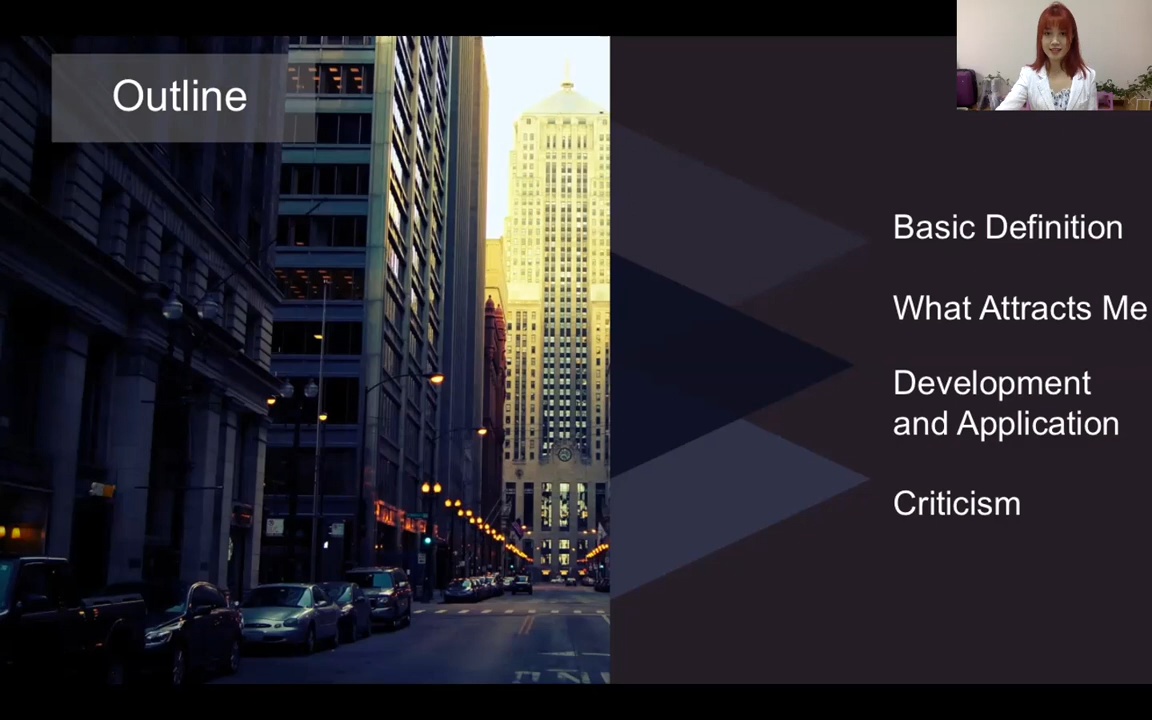 Outline
Basic Definition
What Attracts Me
Development
and Application
Criticism